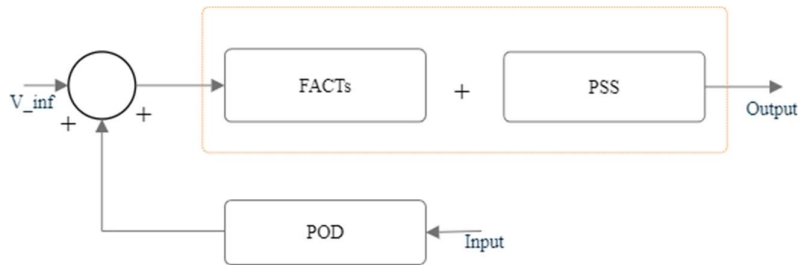 FACTs
+
PSS
V_inf
+
+
Output
POD
Input